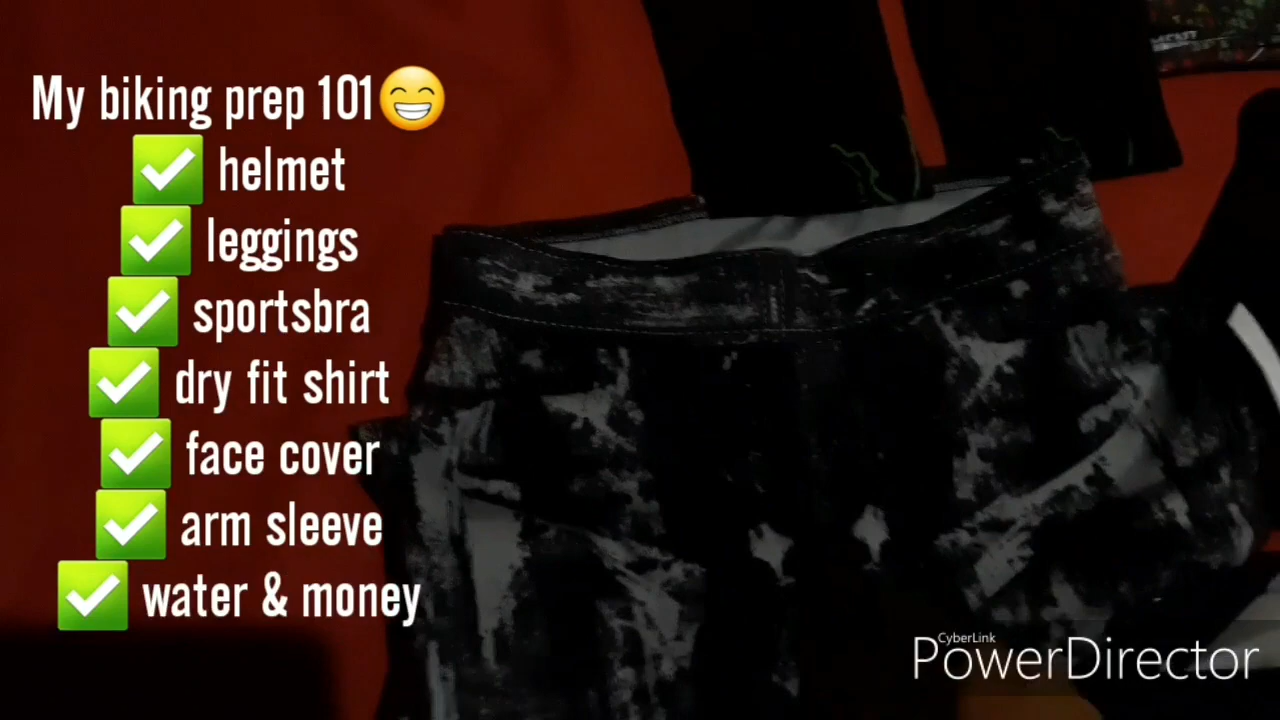 My biking prep 101😁
✅ helmet
✅ leggings
✅ sportsbra
✅ dry fit shirt
✅ face cover
✅ arm sleeve
✅ water & money
CyberLink
PowerDirector